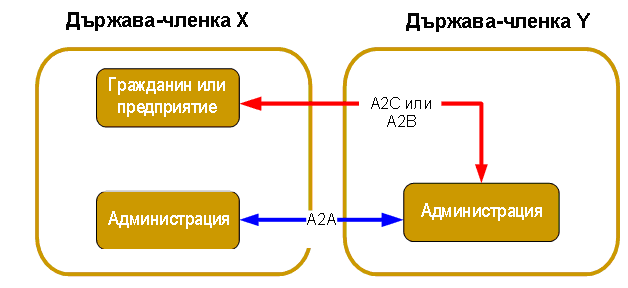 Държава-членка X
Държава-членка Y
Гражданин или
предприятие
A2C или
A2B
Администрация
A2A
Администрация